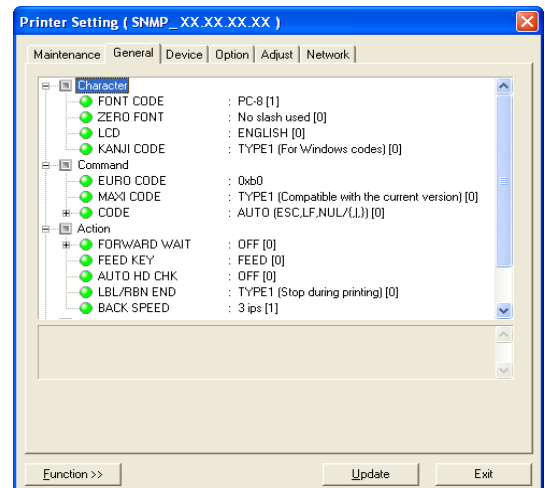 Printer Setting ( SNMP_XX.XX.XX.XX )
Maintenance General Device Option Adjust Network
Character
FONT CODE : PC-8 [1]
ZERO FONT : No slash used [0]
LCD : ENGLISH [0]
KANJI CODE : TYPE1 (For Windows codes) [0]
Command
EURO CODE : 0xb0
MAXI CODE : TYPE1 (Compatible with the current version) [0]
CODE : AUTO (ESC,LF,NUL/{,|,}) [0]
Action
FORWARD WAIT : OFF [0]
FEED KEY : FEED [0]
AUTO HD CHK : OFF [0]
LBL/RBN END : TYPE1 (Stop during printing) [0]
BACK SPEED : 3 ips [1]
Function >> Update Exit